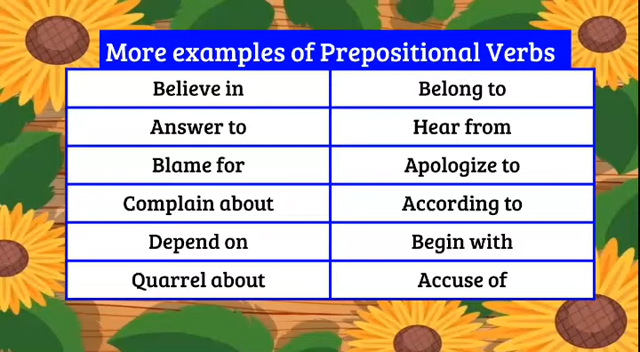 More examples of Prepositional Verbs
Believe in Belong to
Answer to Hear from
Blame for Apologize to
Complain about According to
Depend on Begin with
Quarrel about Accuse of